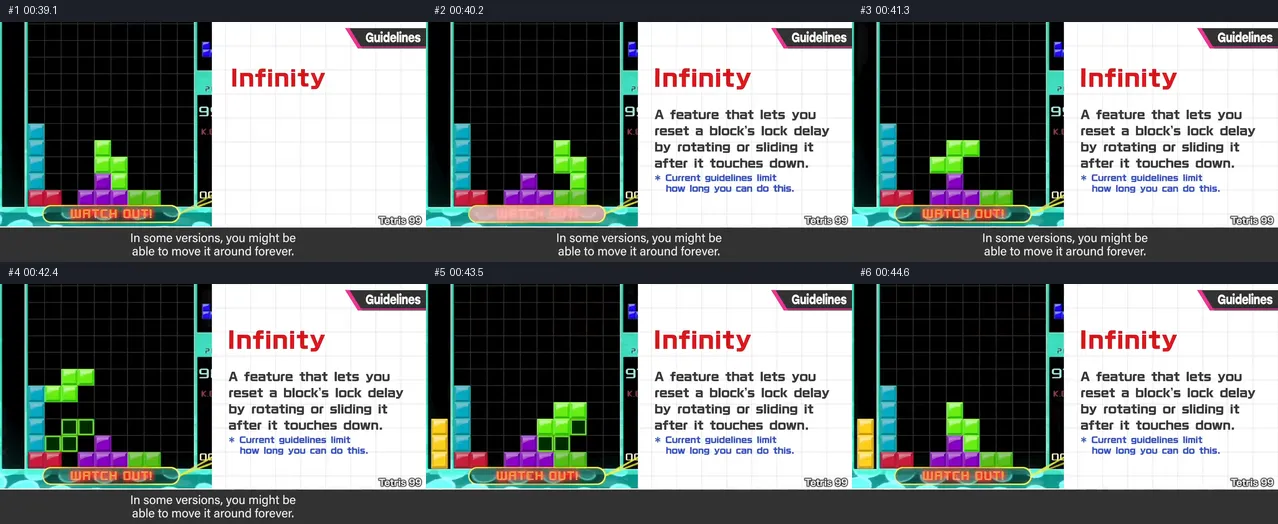 #1 00:39.1
Guidelines
Infinity
WATCH OUT!
Tetris 99
In some versions, you might be
able to move it around forever.
#2 00:40.2
Guidelines
Infinity
A feature that lets you
reset a block's lock delay
by rotating or sliding it
after it touches down.
* Current guidelines limit
how long you can do this.
WATCH OUT!
Tetris 99
In some versions, you might be
able to move it around forever.
#3 00:41.3
Guidelines
Infinity
A feature that lets you
reset a block's lock delay
by rotating or sliding it
after it touches down.
* Current guidelines limit
how long you can do this.
WATCH OUT!
Tetris 99
In some versions, you might be
able to move it around forever.
#4 00:42.4
Guidelines
Infinity
A feature that lets you
reset a block's lock delay
by rotating or sliding it
after it touches down.
* Current guidelines limit
how long you can do this.
WATCH OUT!
Tetris 99
In some versions, you might be
able to move it around forever.
#5 00:43.5
Guidelines
Infinity
A feature that lets you
reset a block's lock delay
by rotating or sliding it
after it touches down.
* Current guidelines limit
how long you can do this.
WATCH OUT!
Tetris 99
#6 00:44.6
Guidelines
Infinity
A feature that lets you
reset a block's lock delay
by rotating or sliding it
after it touches down.
* Current guidelines limit
how long you can do this.
WATCH OUT!
Tetris 99